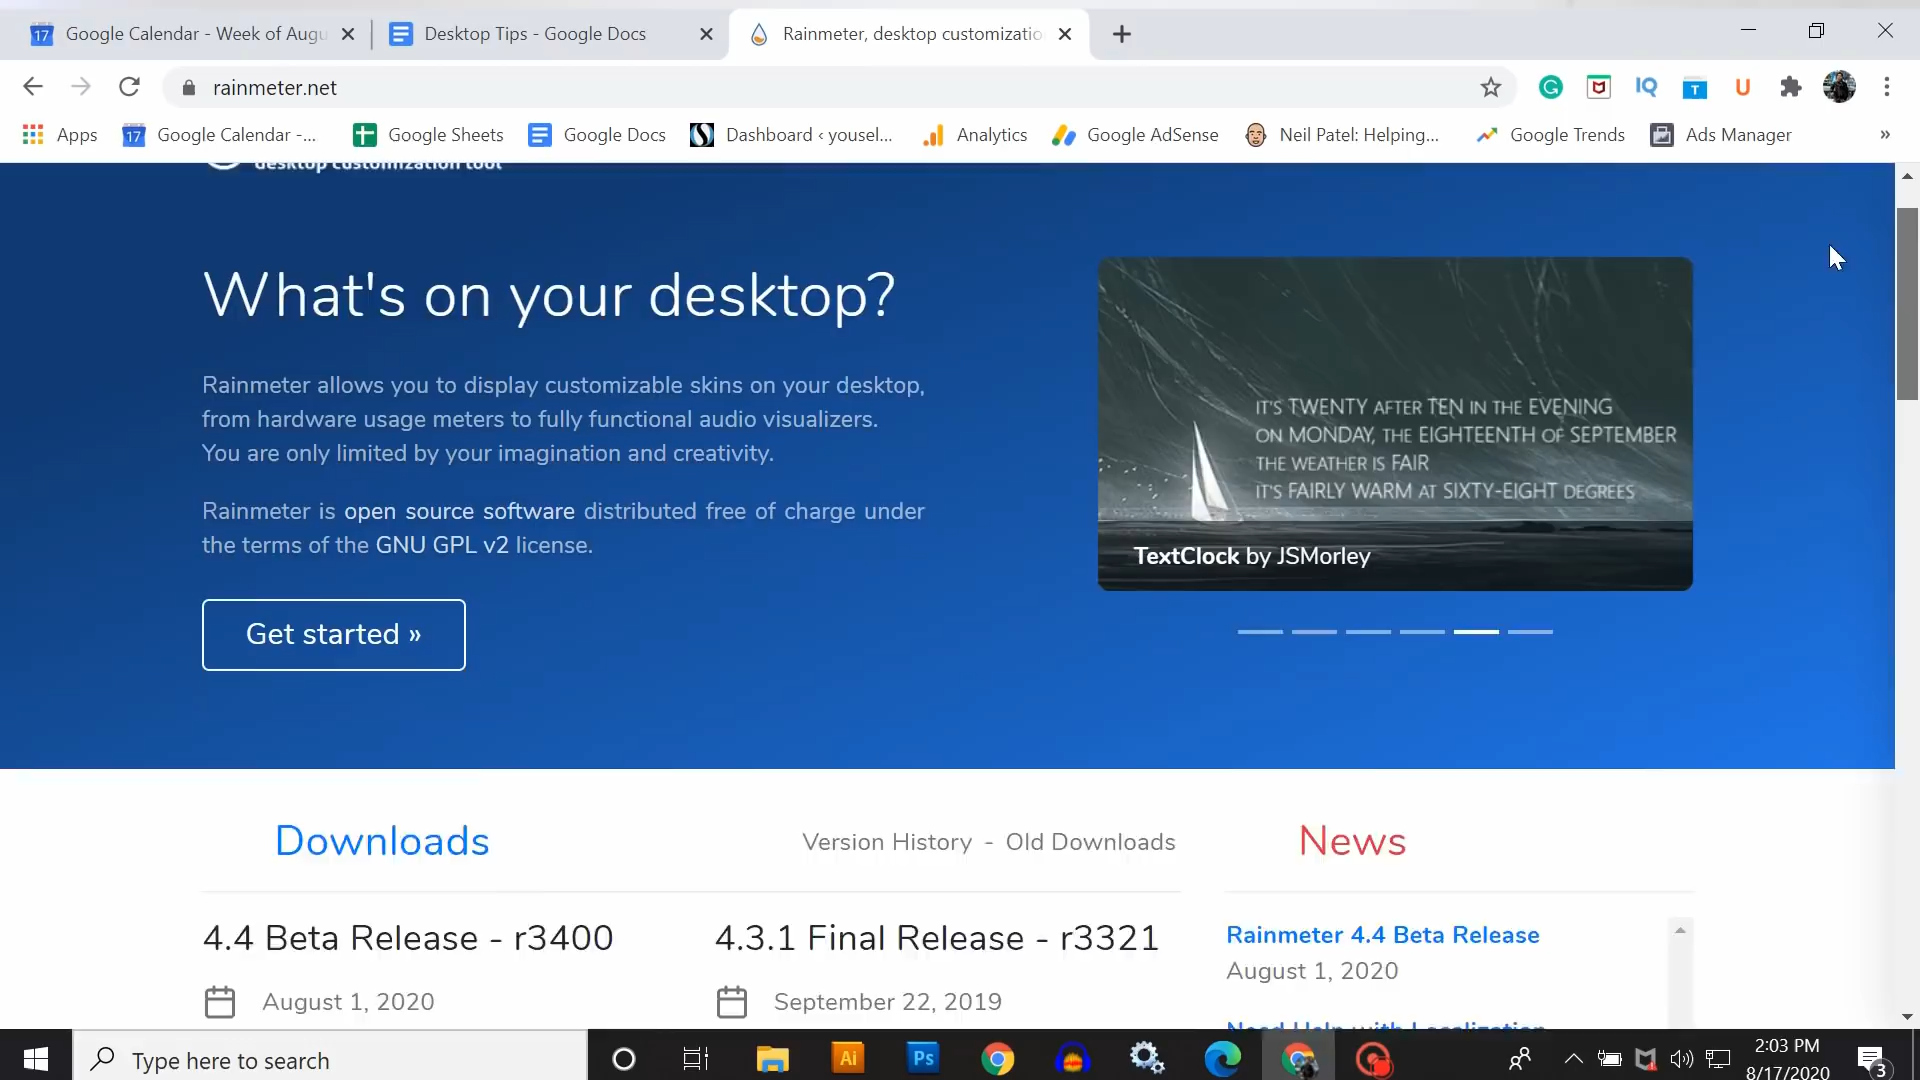 Google Calendar - Week of Augu
Desktop Tips - Google Docs
Rainmeter, desktop customizatio
rainmeter.net
Apps
17
Google Calendar -...
Google Sheets
Google Docs
Dashboard ‹ yousel...
Analytics
Google AdSense
Neil Patel: Helping...
Google Trends
Ads Manager
»
desktop customization tool
What's on your desktop?
Rainmeter allows you to display customizable skins on your desktop,
from hardware usage meters to fully functional audio visualizers.
You are only limited by your imagination and creativity.
Rainmeter is open source software distributed free of charge under
the terms of the GNU GPL v2 license.
Get started »
IT'S TWENTY AFTER TEN IN THE EVENING
ON MONDAY, THE EIGHTEENTH OF SEPTEMBER
THE WEATHER IS FAIR
IT'S FAIRLY WARM AT SIXTY-EIGHT DEGREES
TextClock by JSMorley
Downloads
Version History - Old Downloads
News
4.4 Beta Release - r3400
August 1, 2020
4.3.1 Final Release - r3321
September 22, 2019
Rainmeter 4.4 Beta Release
August 1, 2020
Need Help with Localization
Type here to search
Ai
Ps
2:03 PM
8/17/2020
3